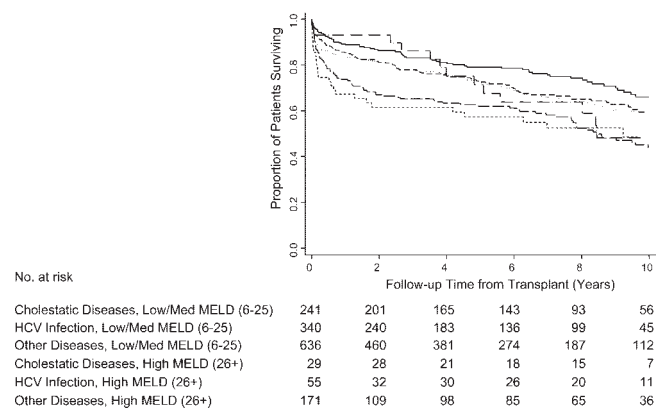 Proportion of Patients Surviving
1.0
0.8
0.6
0.4
0.2
0.0
0 2 4 6 8 10
Follow-up Time from Transplant (Years)
No. at risk
Cholestatic Diseases, Low/Med MELD (6-25) 241 201 165 143 93 56
HCV Infection, Low/Med MELD (6-25) 340 240 183 136 99 45
Other Diseases, Low/Med MELD (6-25) 636 460 381 274 187 112
Cholestatic Diseases, High MELD (26+) 29 28 21 18 15 7
HCV Infection, High MELD (26+) 55 32 30 26 20 11
Other Diseases, High MELD (26+) 171 109 98 85 65 36